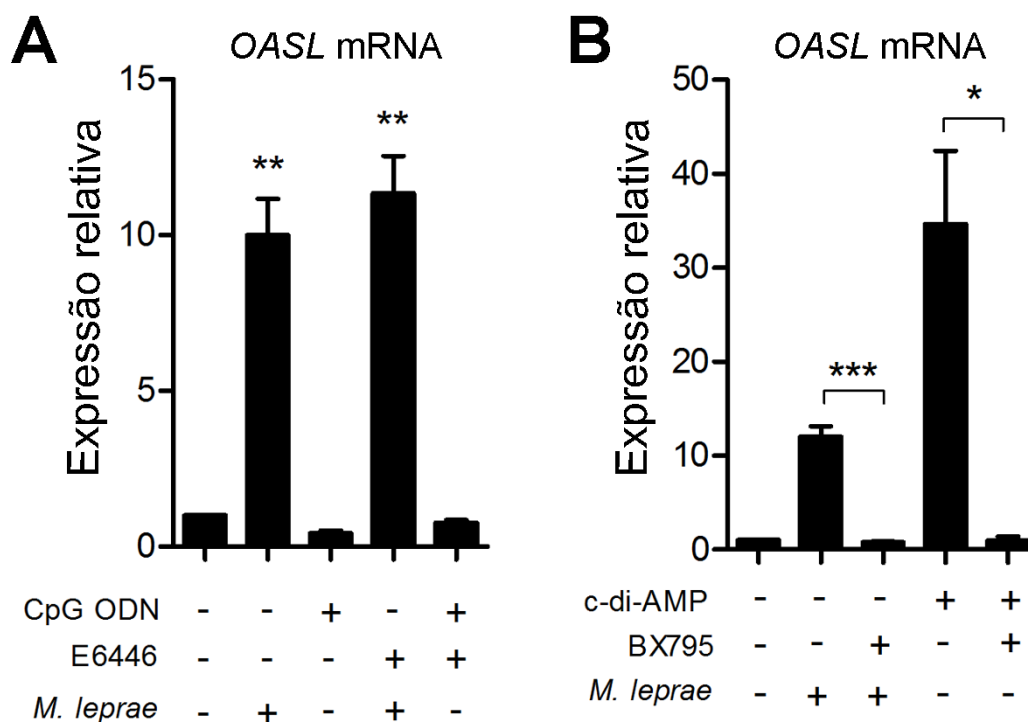 A
OASL mRNA
Expressão relativa
15
10
5
0
**
**
CpG ODN - - + - +
E6446 - - - + +
M. leprae - + - + -
B
OASL mRNA
Expressão relativa
50
40
30
20
10
0
***
*
c-di-AMP - - - + +
BX795 - - + - +
M. leprae - + + - -